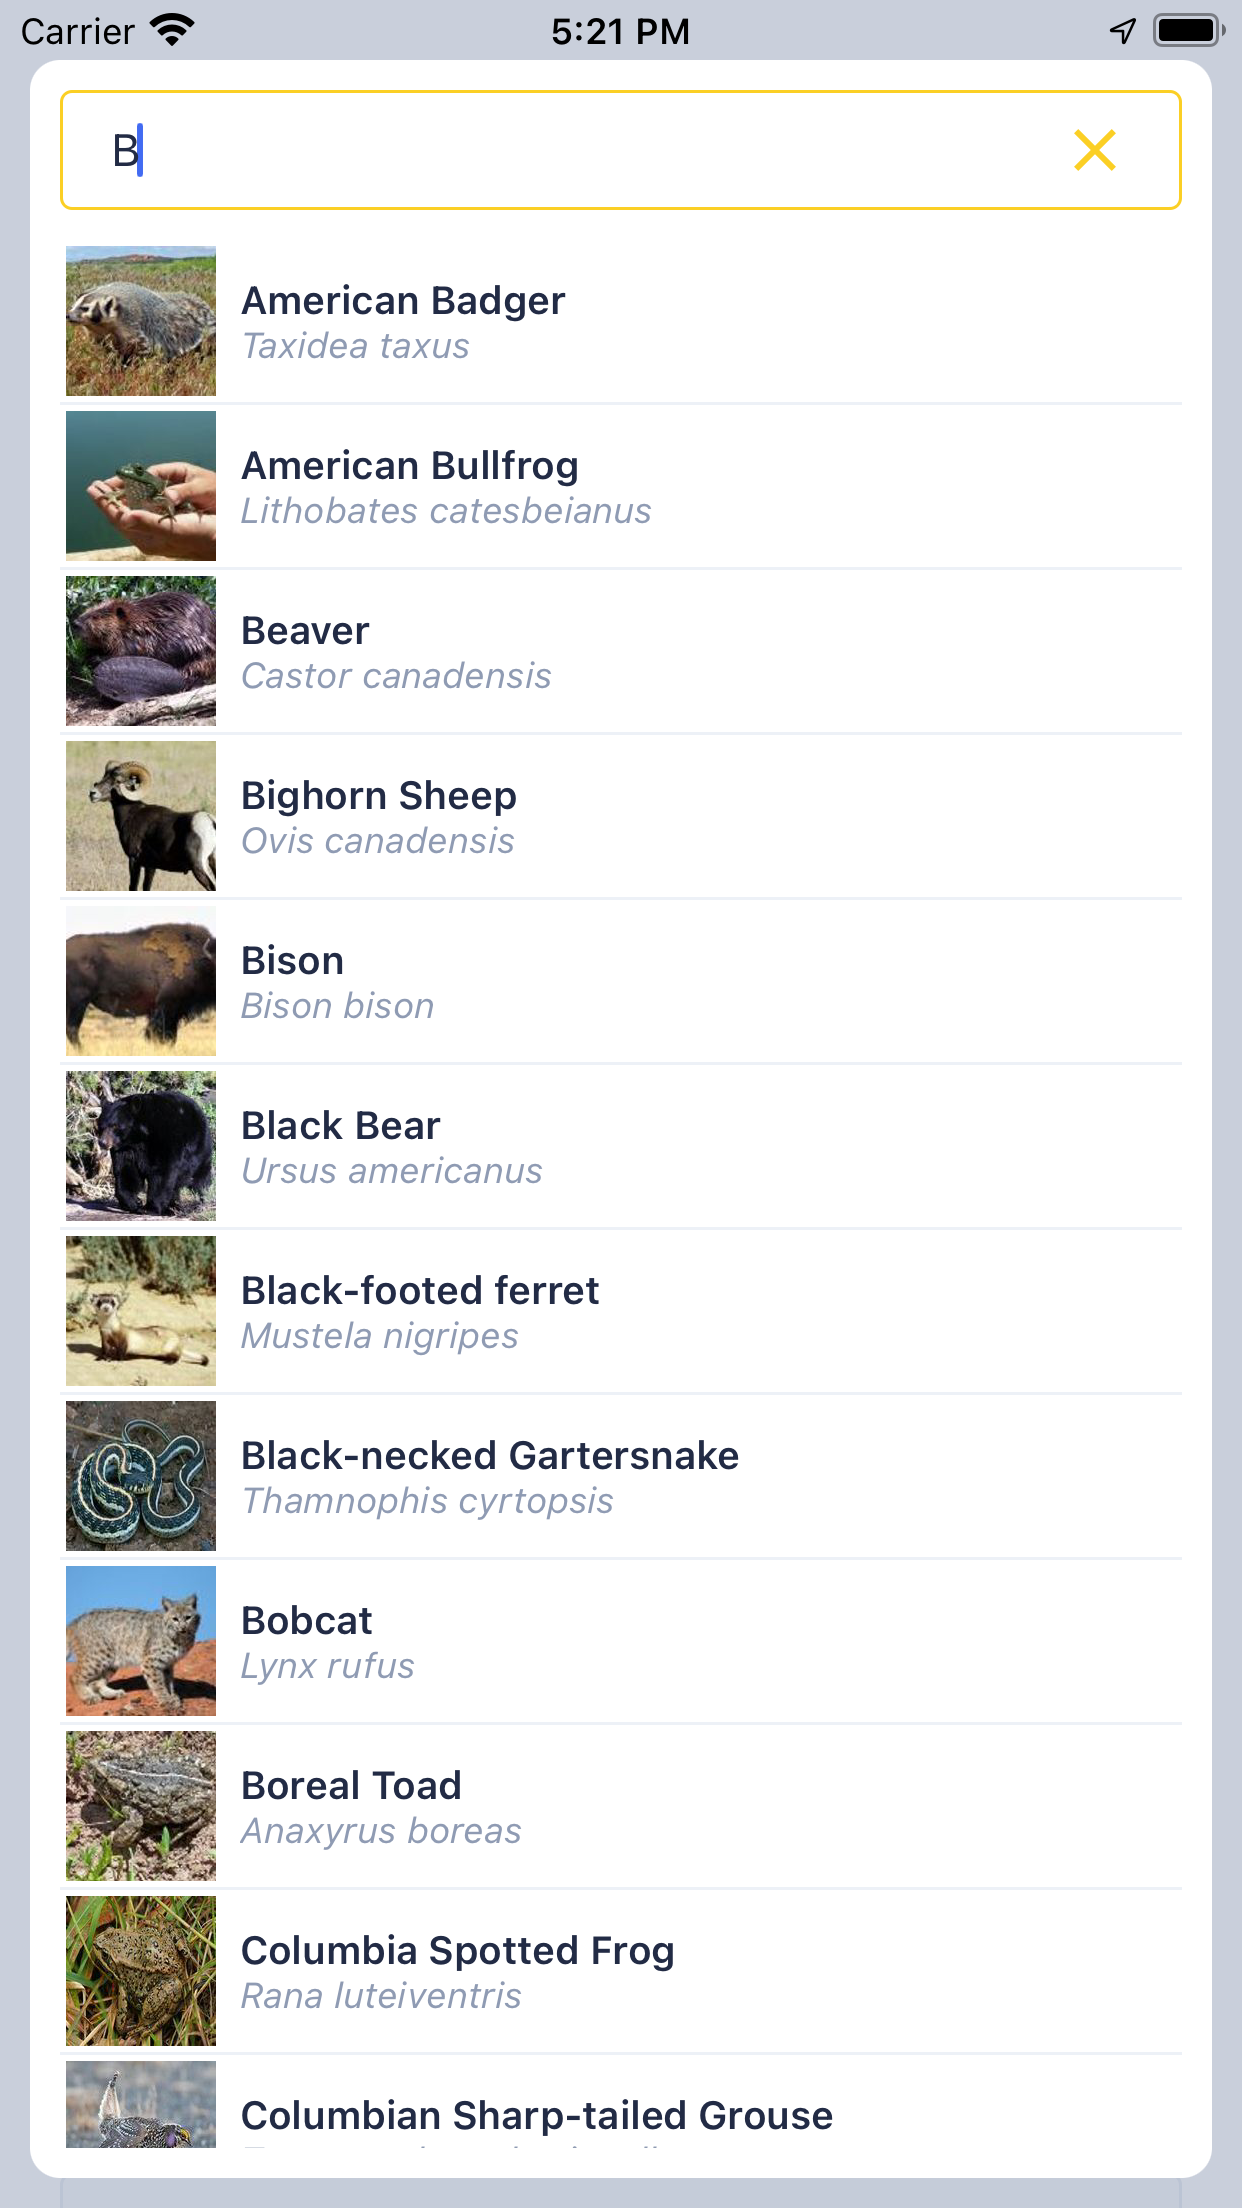 Carrier
5:21 PM
B
American Badger
Taxidea taxus
American Bullfrog
Lithobates catesbeianus
Beaver
Castor canadensis
Bighorn Sheep
Ovis canadensis
Bison
Bison bison
Black Bear
Ursus americanus
Black-footed ferret
Mustela nigripes
Black-necked Gartersnake
Thamnophis cyrtopsis
Bobcat
Lynx rufus
Boreal Toad
Anaxyrus boreas
Columbia Spotted Frog
Rana luteiventris
Columbian Sharp-tailed Grouse